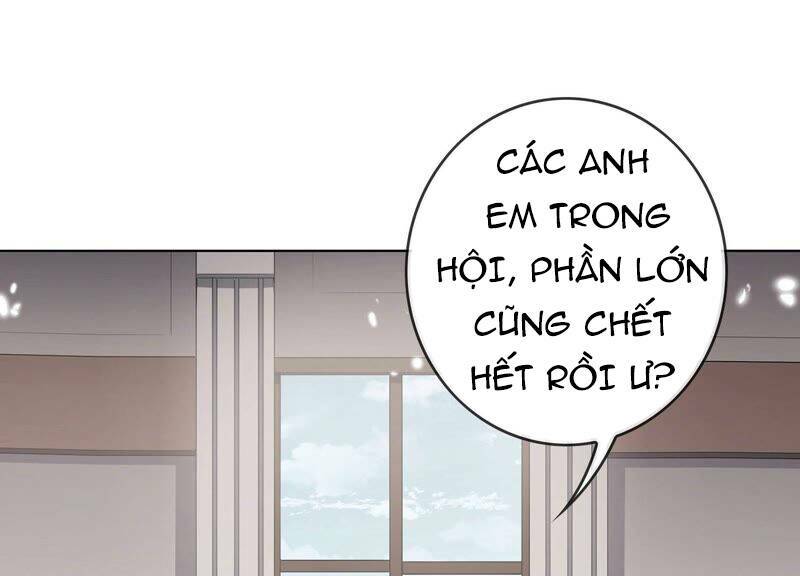 CÁC ANH
EM TRONG
HỘI, PHẦN LỚN
CŨNG CHẾT
HẾT RỒI Ư?